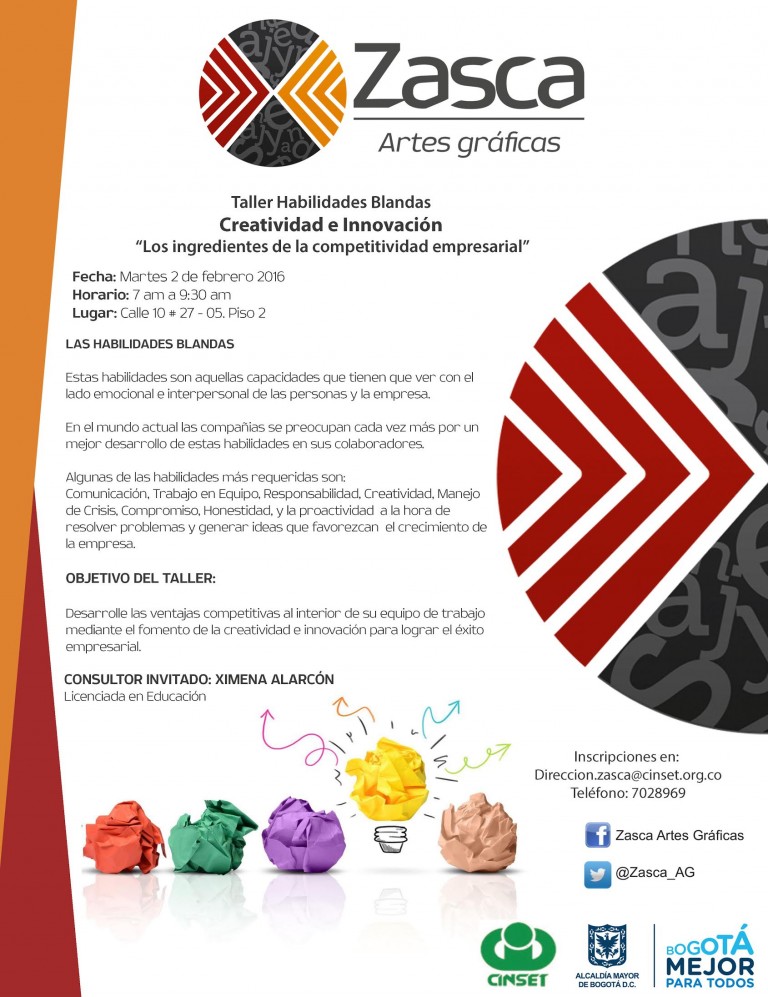 Zasca
Artes gráficas
Taller Habilidades Blandas
Creatividad e Innovación
“Los ingredientes de la competitividad empresarial”
Fecha: Martes 2 de febrero 2016
Horario: 7 am a 9:30 am
Lugar: Calle 10 # 27 - 05. Piso 2
LAS HABILIDADES BLANDAS
Estas habilidades son aquellas capacidades que tienen que ver con el
lado emocional e interpersonal de las personas y la empresa.
En el mundo actual las compañias se preocupan cada vez más por un
mejor desarrollo de estas habilidades en sus colaboradores.
Algunas de las habilidades más requeridas son:
Comunicación, Trabajo en Equipo, Responsabilidad, Creatividad, Manejo
de Crisis, Compromiso, Honestidad, y la proactividad a la hora de
resolver problemas y generar ideas que favorezcan el crecimiento de
la empresa.
OBJETIVO DEL TALLER:
Desarrolle las ventajas competitivas al interior de su equipo de trabajo
mediante el fomento de la creatividad e innovación para lograr el éxito
empresarial.
CONSULTOR INVITADO: XIMENA ALARCÓN
Licenciada en Educación
Inscripciones en:
Direccion.zasca@cinset.org.co
Teléfono: 7028969
Zasca Artes Gráficas
@Zasca_AG
CINSET
ALCALDÍA MAYOR
DE BOGOTÁ D.C.
BOGOTÁ
MEJOR
PARA TODOS